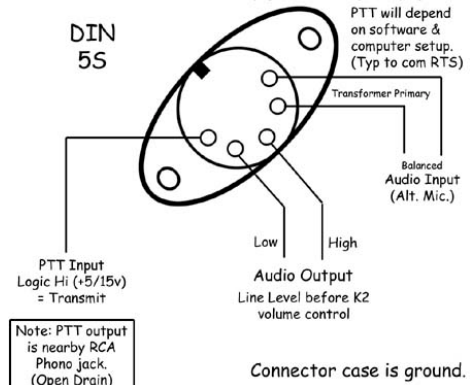 DIN
5S
PTT will depend
on software &
computer setup.
(Typ to com RTS)
Transformer Primary
Balanced
Audio Input
(Alt. Mic.)
Low
High
PTT Input
Logic Hi (+5/15v)
= Transmit
Audio Output
Line Level before K2
volume control
Note: PTT output
is nearby RCA
Phono jack.
(Open Drain)
Connector case is ground.